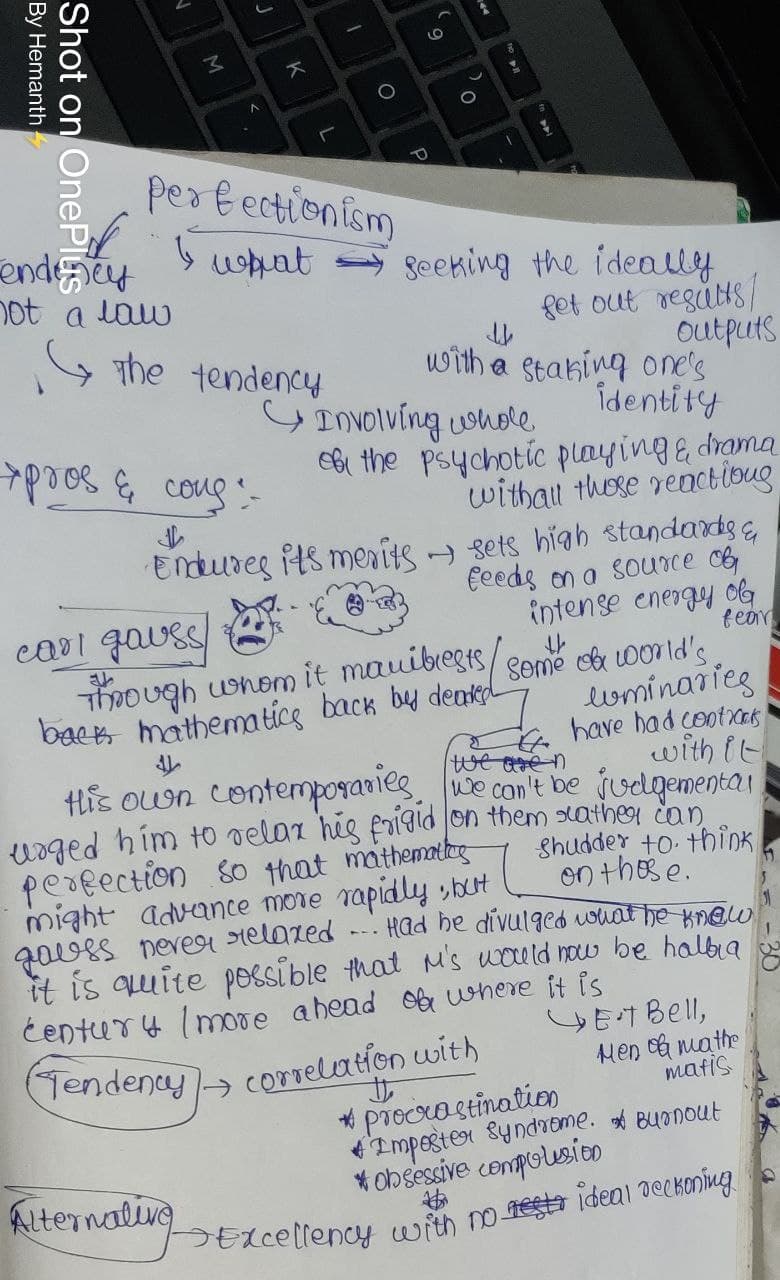 Shot on OnePlus
By Hemanth
Perfectionism
endency
not a law
what → seeking the ideally
set out results/
outputs
with a staking one's
identity
The tendency
Involving whole
of the psychotic playing & drama
withall those reactions
→ pros & cons :-
Endures its merits → sets high standards &
feeds on a source of
intense energy of
fear
Carl gauss
Through whom it manifests/
back mathematics back by decades
some of world's
luminaries
have had contracts
with it
we aren
we can't be judgemental
on them rather can
shudder to think
on those.
His own contemporaries
urged him to relax his frigid
perfection so that mathematics
might advance more rapidly, but
gauss never relaxed ... Had he divulged what he knew
it is quite possible that M's would now be half a
century / more ahead of where it is
→ E.T Bell,
Men of mathe
matis
Tendency → correlation with
* procrastination
* Imposter syndrome. * Burnout
* obsessive compulsion
Alternative → Excellency with no ideal reckoning